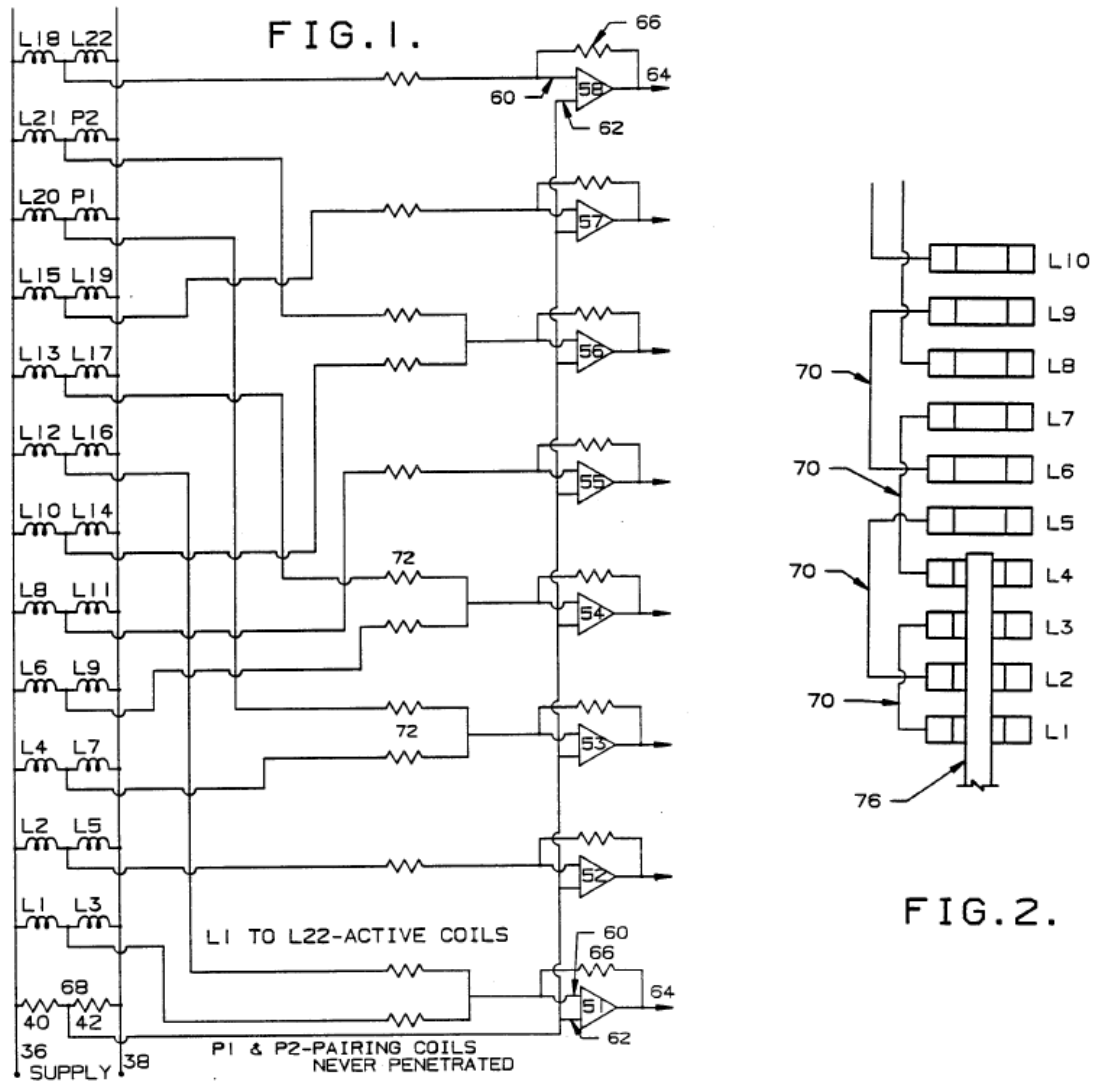 FIG.1.
L18 L22
66
64
58
60
62
L21 P2
L20 P1
57
L15 L19
56
L13 L17
L12 L16
55
L10 L14
72
L8 L11
54
L6 L9
72
53
L4 L7
L2 L5
52
L1 L3
L1 TO L22-ACTIVE COILS
60
66
64
68
51
40 42
62
P1 & P2-PAIRING COILS
NEVER PENETRATED
36
38
SUPPLY
L10
L9
70
L8
L7
70
L6
L5
70
L4
L3
L2
70
L1
76
FIG.2.